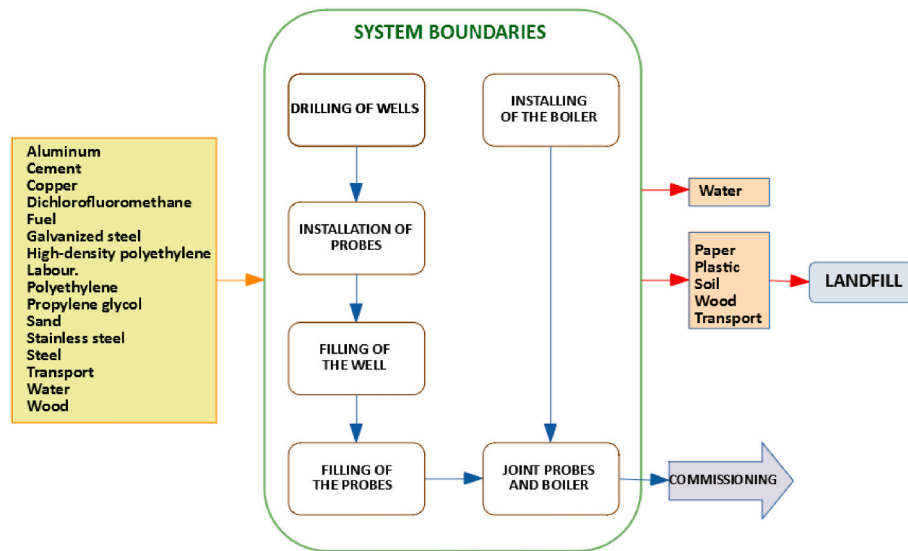 SYSTEM BOUNDARIES
Aluminum
Cement
Copper
Dichlorofluoromethane
Fuel
Galvanized steel
High-density polyethylene
Labour.
Polyethylene
Propylene glycol
Sand
Stainless steel
Steel
Transport
Water
Wood
DRILLING OF WELLS
INSTALLATION OF
PROBES
FILLING OF
THE WELL
FILLING OF
THE PROBES
INSTALLING
OF THE BOILER
JOINT PROBES
AND BOILER
Water
Paper
Plastic
Soil
Wood
Transport
LANDFILL
COMMISSIONING